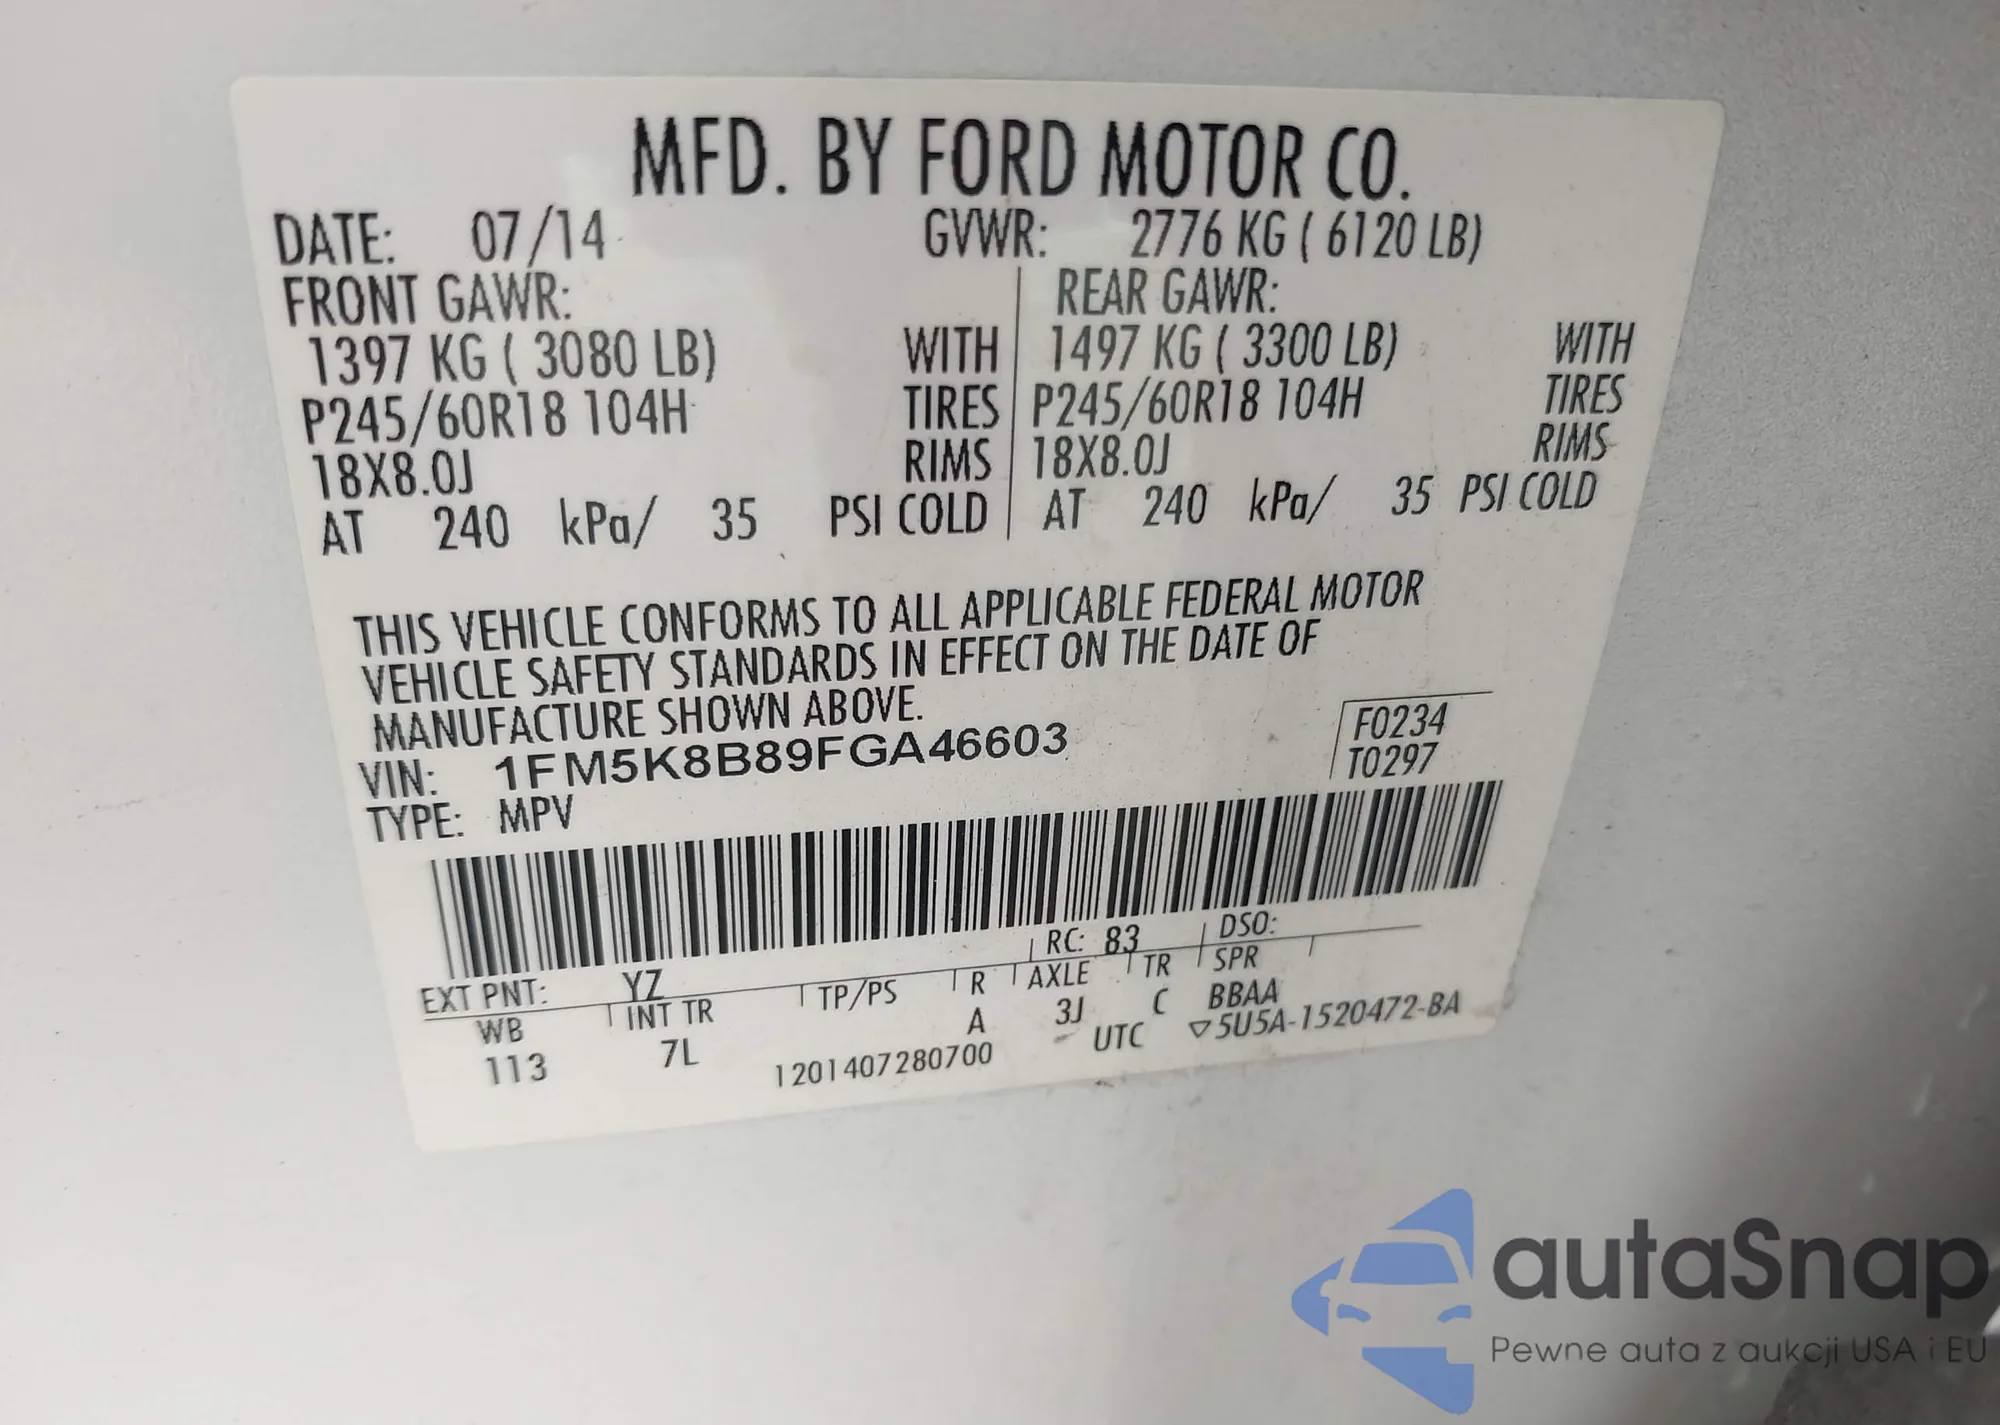 MFD. BY FORD MOTOR CO.
DATE: 07/14 GVWR: 2776 KG ( 6120 LB)
FRONT GAWR: REAR GAWR:
1397 KG ( 3080 LB) WITH 1497 KG ( 3300 LB) WITH
P245/60R18 104H TIRES P245/60R18 104H TIRES
18X8.0J RIMS 18X8.0J RIMS
AT 240 kPa/ 35 PSI COLD AT 240 kPa/ 35 PSI COLD
THIS VEHICLE CONFORMS TO ALL APPLICABLE FEDERAL MOTOR
VEHICLE SAFETY STANDARDS IN EFFECT ON THE DATE OF
MANUFACTURE SHOWN ABOVE.
F0234
VIN: 1FM5K8B89FGA46603
T0297
TYPE: MPV
EXT PNT: YZ RC: 83 DSO:
WB INT TR TP/PS R AXLE TR SPR
113 7L A 3J C BBAA
1201407280700 UTC ▽5U5A-1520472-BA
autaSnap
Pewne auta z aukcji USA i EU